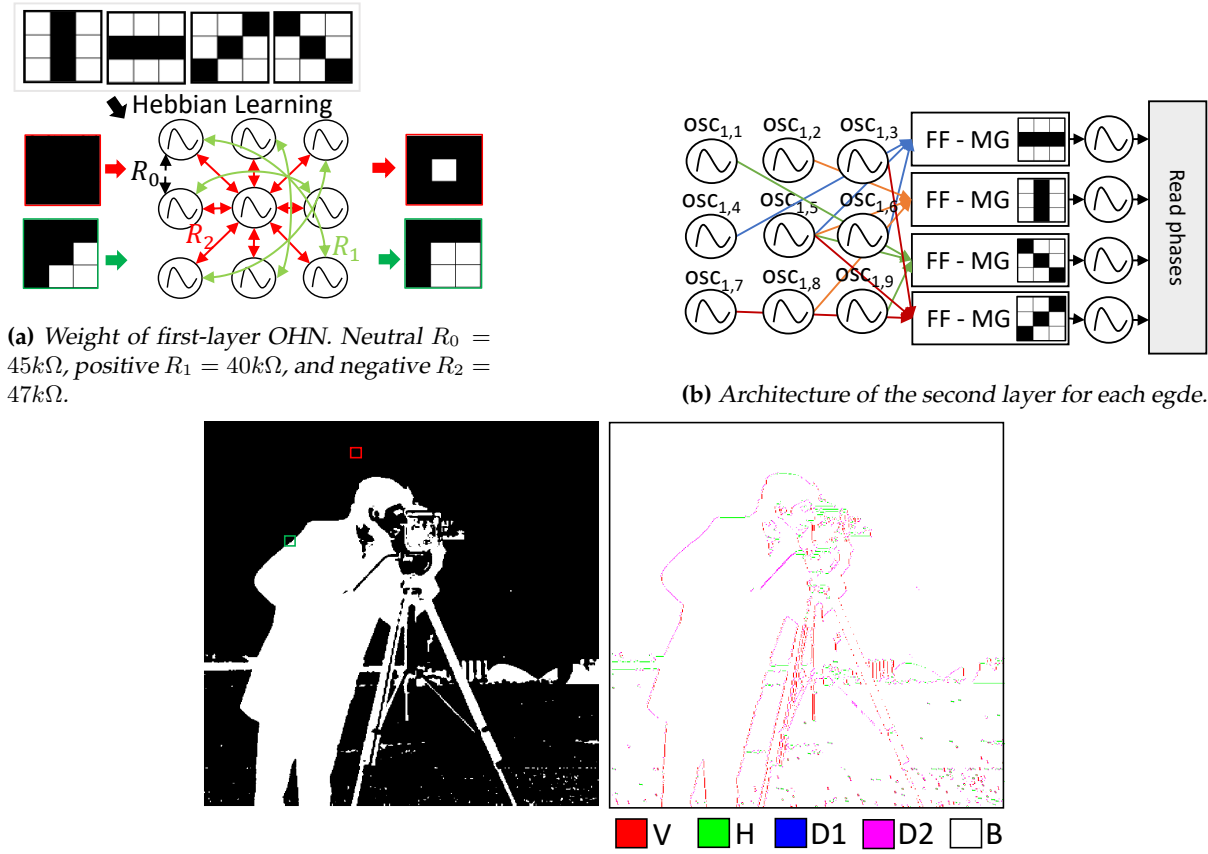 Hebbian Learning
R0
R2
R1
(a) Weight of first-layer OHN. Neutral R0 =
45kΩ, positive R1 = 40kΩ, and negative R2 =
47kΩ.
OSC1,1 OSC1,2 OSC1,3
OSC1,4 OSC1,5 OSC1,6
OSC1,7 OSC1,8 OSC1,9
FF - MG
FF - MG
FF - MG
FF - MG
Read phases
(b) Architecture of the second layer for each egde.
V H D1 D2 B